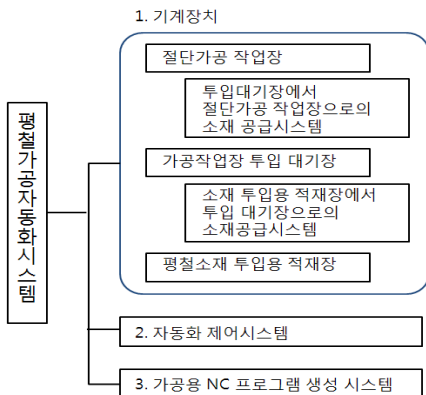 1. 기계장치
절단가공 작업장
투입대기장에서
절단가공 작업장으로의
소재 공급시스템
평철가공자동화시스템
가공작업장 투입 대기장
소재 투입용 적재장에서
투입 대기장으로의
소재공급시스템
평철소재 투입용 적재장
2. 자동화 제어시스템
3. 가공용 NC 프로그램 생성 시스템